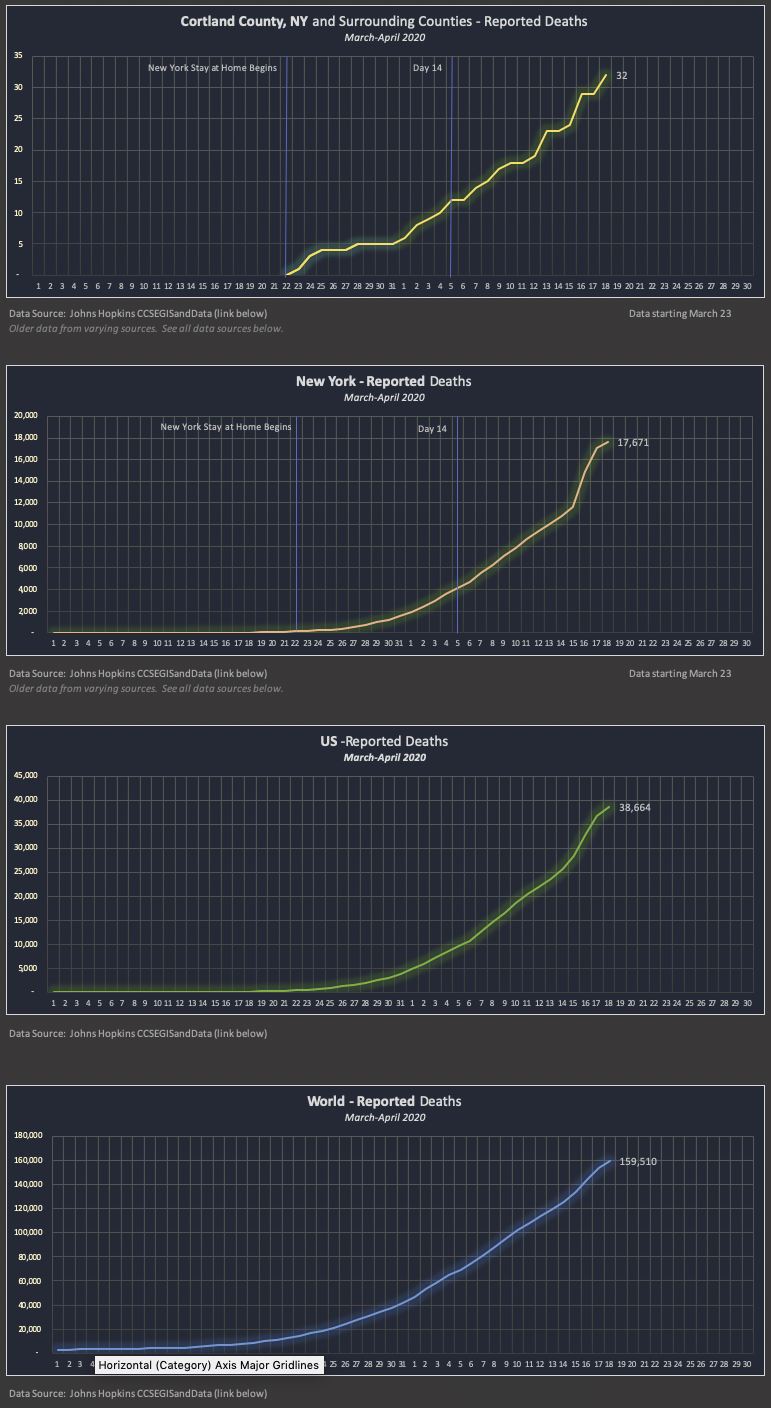 Cortland County, NY and Surrounding Counties - Reported Deaths
March-April 2020
35
30
25
20
15
10
5
-
New York Stay at Home Begins
Day 14
32
1 2 3 4 5 6 7 8 9 10 11 12 13 14 15 16 17 18 19 20 21 22 23 24 25 26 27 28 29 30 31 1 2 3 4 5 6 7 8 9 10 11 12 13 14 15 16 17 18 19 20 21 22 23 24 25 26 27 28 29 30
Data Source: Johns Hopkins CCSEGISandData (link below)
Data starting March 23
Older data from varying sources. See all data sources below.
New York - Reported Deaths
March-April 2020
20,000
18,000
16,000
14,000
12,000
10,000
8,000
6,000
4000
2000
-
New York Stay at Home Begins
Day 14
17,671
1 2 3 4 5 6 7 8 9 10 11 12 13 14 15 16 17 18 19 20 21 22 23 24 25 26 27 28 29 30 31 1 2 3 4 5 6 7 8 9 10 11 12 13 14 15 16 17 18 19 20 21 22 23 24 25 26 27 28 29 30
Data Source: Johns Hopkins CCSEGISandData (link below)
Data starting March 23
Older data from varying sources. See all data sources below.
US -Reported Deaths
March-April 2020
45,000
40,000
35,000
30,000
25,000
20,000
15,000
10,000
5000
-
38,664
1 2 3 4 5 6 7 8 9 10 11 12 13 14 15 16 17 18 19 20 21 22 23 24 25 26 27 28 29 30 31 1 2 3 4 5 6 7 8 9 10 11 12 13 14 15 16 17 18 19 20 21 22 23 24 25 26 27 28 29 30
Data Source: Johns Hopkins CCSEGISandData (link below)
World - Reported Deaths
March-April 2020
180,000
160,000
140,000
120,000
100,000
80,000
60,000
40,000
20,000
-
159,510
1 2 3 4
Horizontal (Category) Axis Major Gridlines
25 26 27 28 29 30 31 1 2 3 4 5 6 7 8 9 10 11 12 13 14 15 16 17 18 19 20 21 22 23 24 25 26 27 28 29 30
Data Source: Johns Hopkins CCSEGISandData (link below)